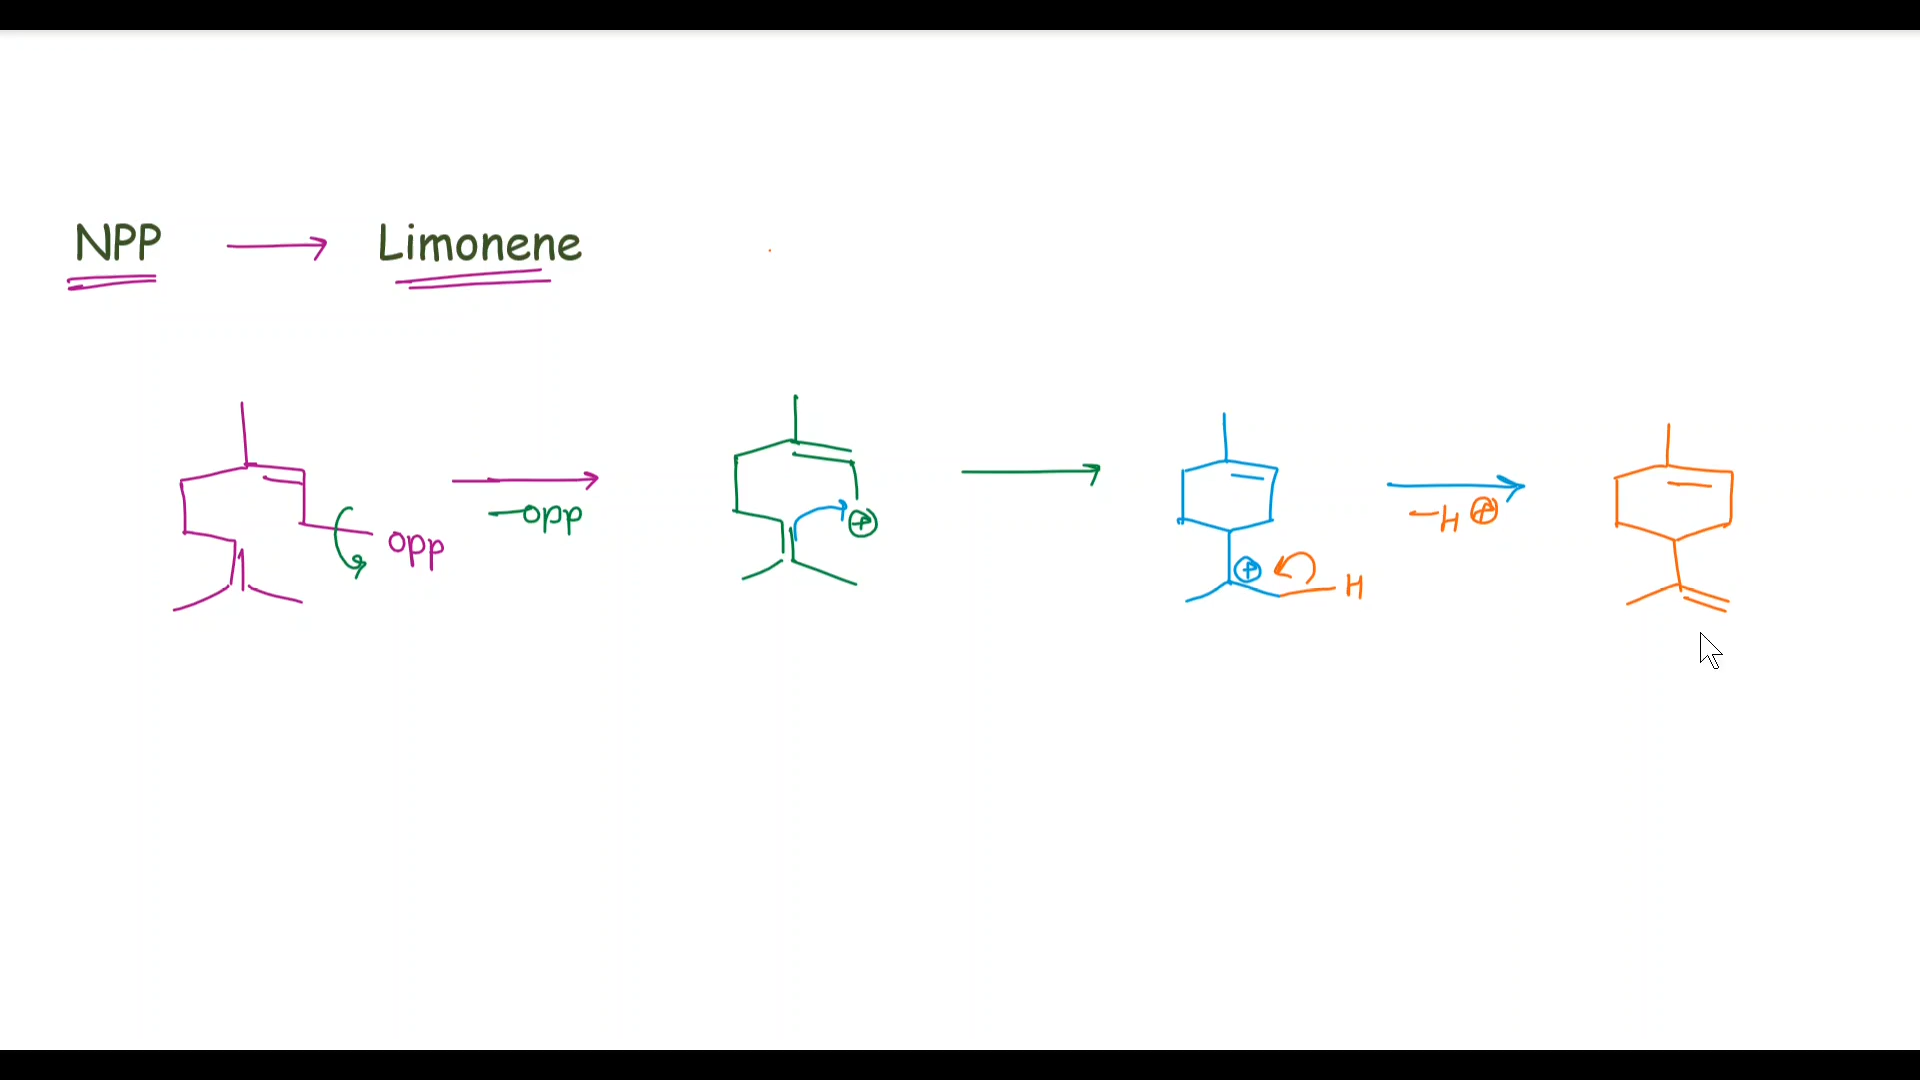 NPP → Limonene
opp
-opp
⊕
⊕
H
-H⊕